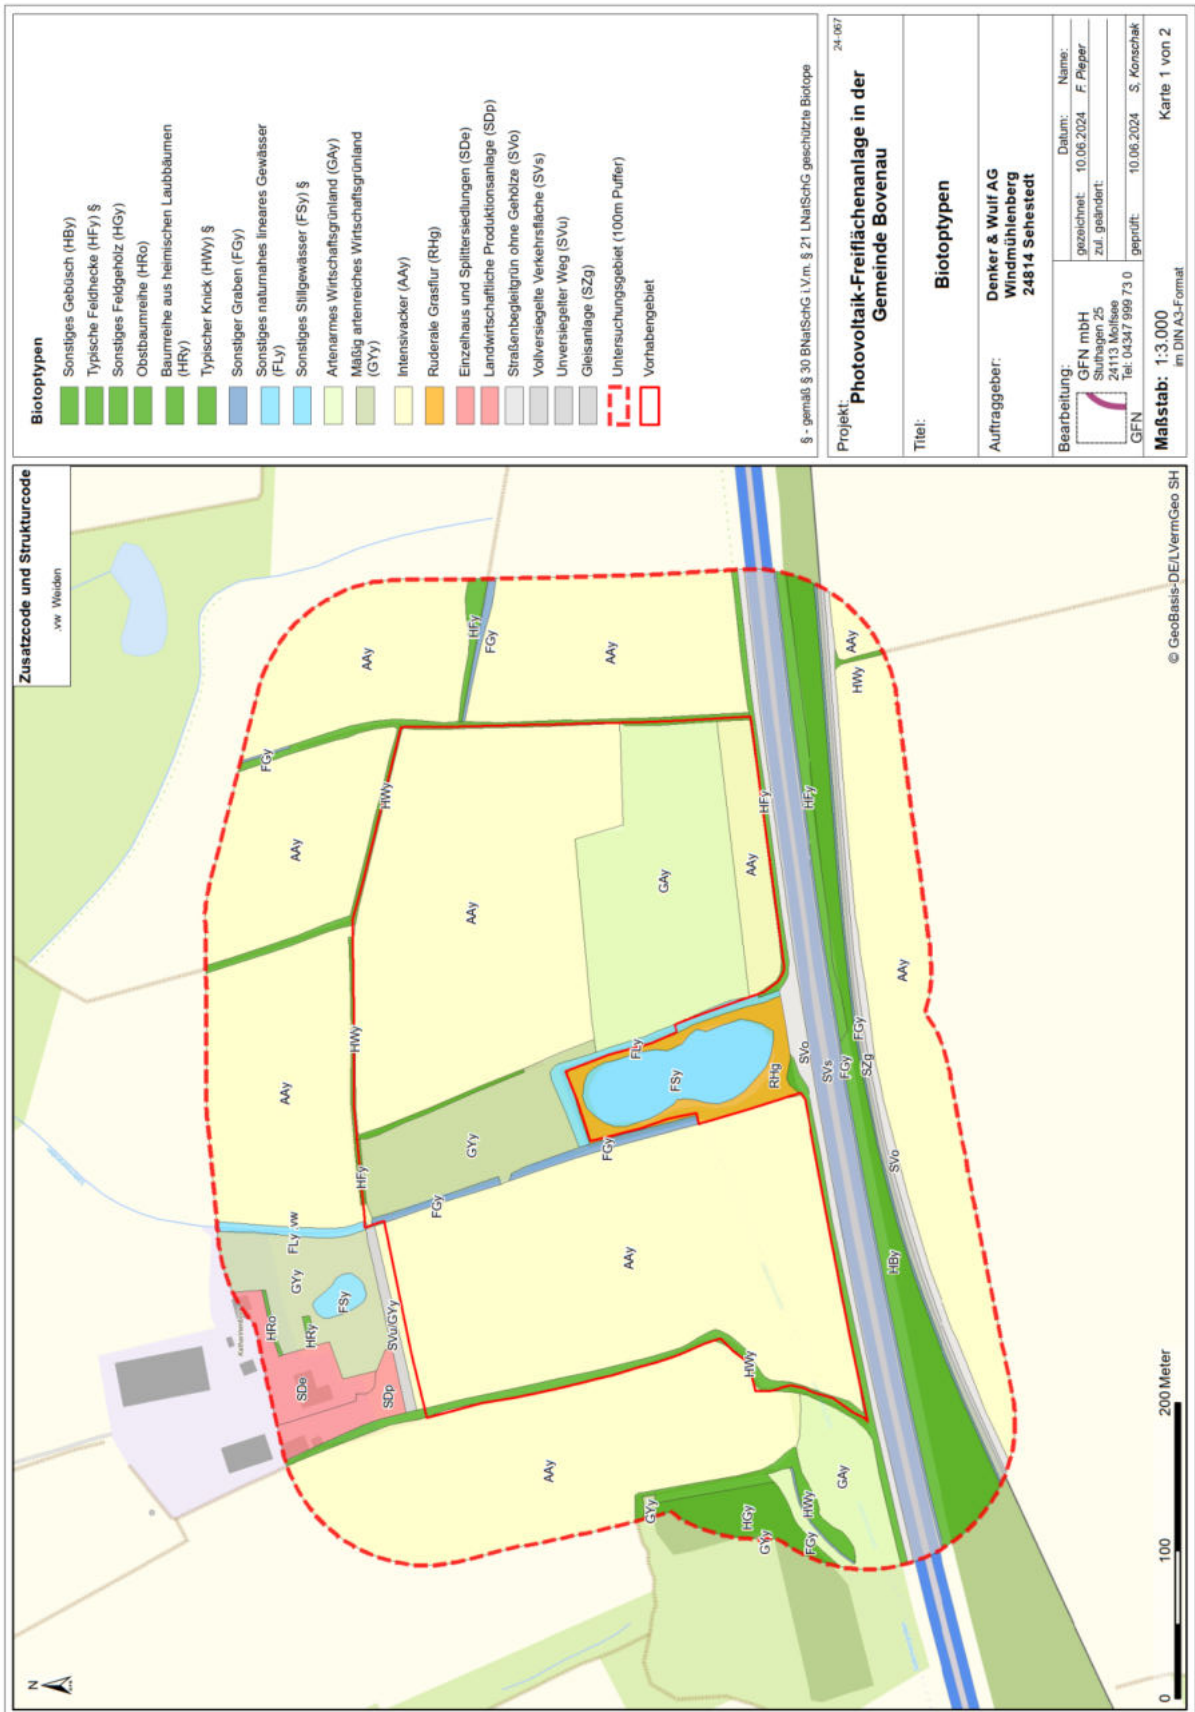 Zusatzcode und Strukturcode
.vw Weiden
N
FGy
AAy
HFy
FGy
AAy
AAy
HWy
AAy
HWy
AAy
GAy
AAy
HFy
HFy
HWy
AAy
AAy
FLy .vw
GYy
HRo
HRy
FSy
SDe
SDp
SVu/GYy
HFy
GYy
FGy
FLy
FSy
RHg
FGy
SVo
SVs
FGy
FGy
SZg
AAy
SVo
HBy
AAy
HWy
AAy
GYy
HGy
GYy
HWy
FGy
GAy
0 100 200 Meter
© GeoBasis-DE/LVermGeo SH
Biotoptypen
Sonstiges Gebüsch (HBy)
Typische Feldhecke (HFy) §
Sonstiges Feldgehölz (HGy)
Obstbaumreihe (HRo)
Baumreihe aus heimischen Laubbäumen
(HRy)
Typischer Knick (HWy) §
Sonstiger Graben (FGy)
Sonstiges naturnahes lineares Gewässer
(FLy)
Sonstiges Stillgewässer (FSy) §
Artenarmes Wirtschaftsgrünland (GAy)
Mäßig artenreiches Wirtschaftsgrünland
(GYy)
Intensivacker (AAy)
Ruderale Grasflur (RHg)
Einzelhaus und Splittersiedlungen (SDe)
Landwirtschaftliche Produktionsanlage (SDp)
Straßenbegleitgrün ohne Gehölze (SVo)
Vollversiegelte Verkehrsfläche (SVs)
Unversiegelter Weg (SVu)
Gleisanlage (SZg)
Untersuchungsgebiet (100m Puffer)
Vorhabengebiet
§ - gemäß § 30 BNatSchG i.V.m. § 21 LNatSchG geschützte Biotope
Projekt: 24-067
Photovoltaik-Freiflächenanlage in der
Gemeinde Bovenau
Titel:
Biotoptypen
Auftraggeber:
Denker & Wulf AG
Windmühlenberg
24814 Sehestedt
Bearbeitung:
GFN
GFN mbH
Stuthagen 25
24113 Molfsee
Tel: 04347 999 73 0
Datum: Name:
gezeichnet: 10.06.2024 F. Pieper
zul. geändert:
geprüft: 10.06.2024 S. Konschak
Maßstab: 1:3.000
im DIN A3-Format
Karte 1 von 2